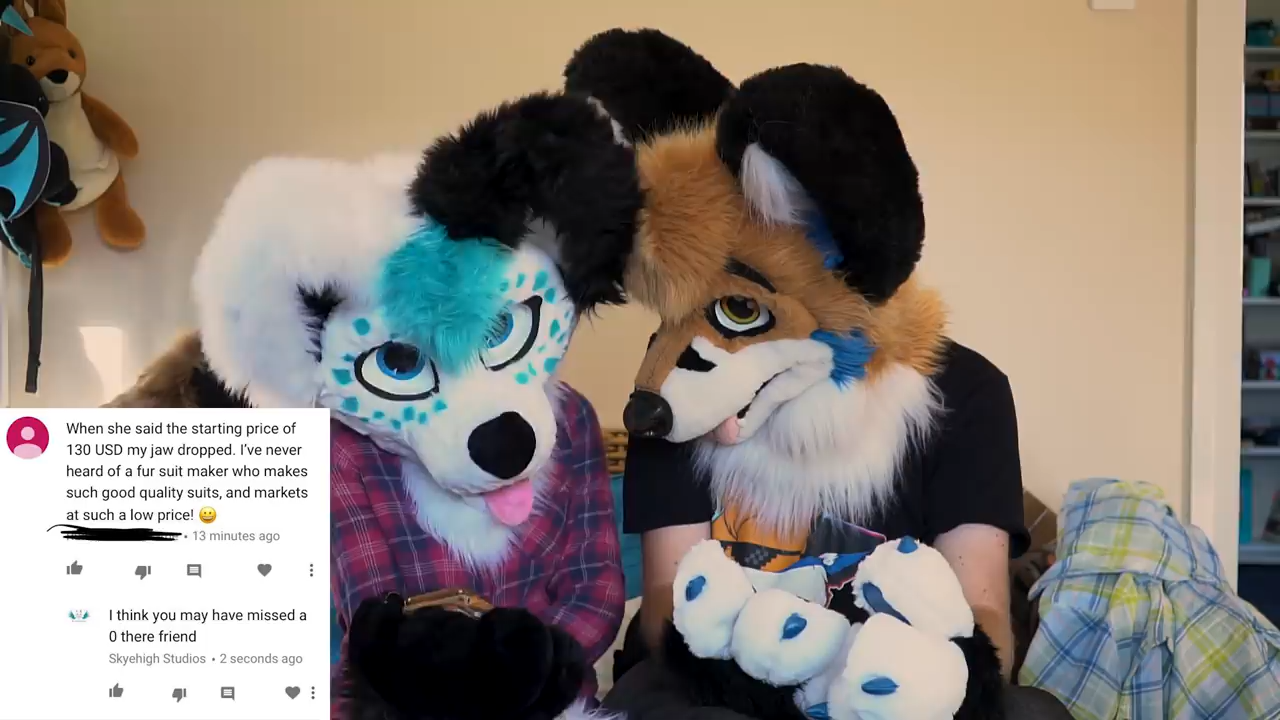 When she said the starting price of
130 USD my jaw dropped. I've never
heard of a fur suit maker who makes
such good quality suits, and markets
at such a low price! 😀
• 13 minutes ago
I think you may have missed a
0 there friend
Skyehigh Studios • 2 seconds ago